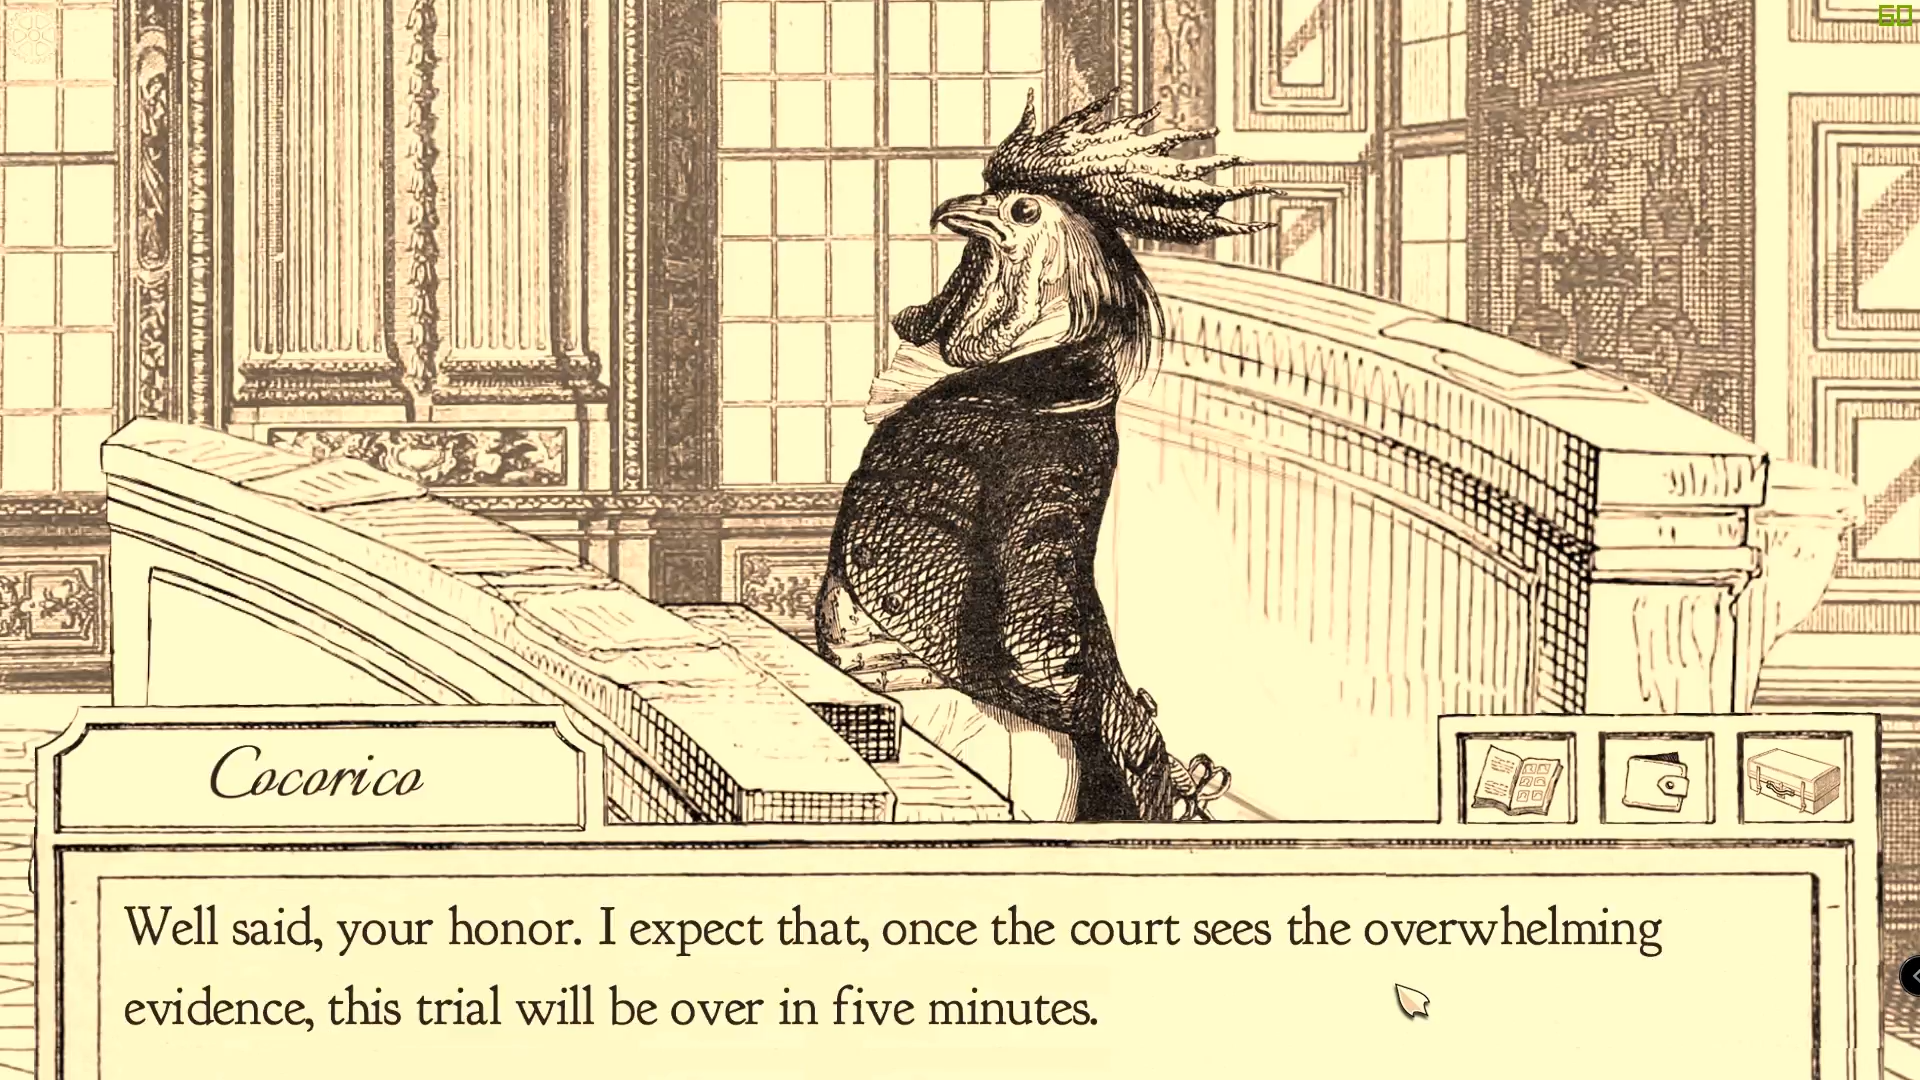 60
Cocorico
Well said, your honor. I expect that, once the court sees the overwhelming
evidence, this trial will be over in five minutes.